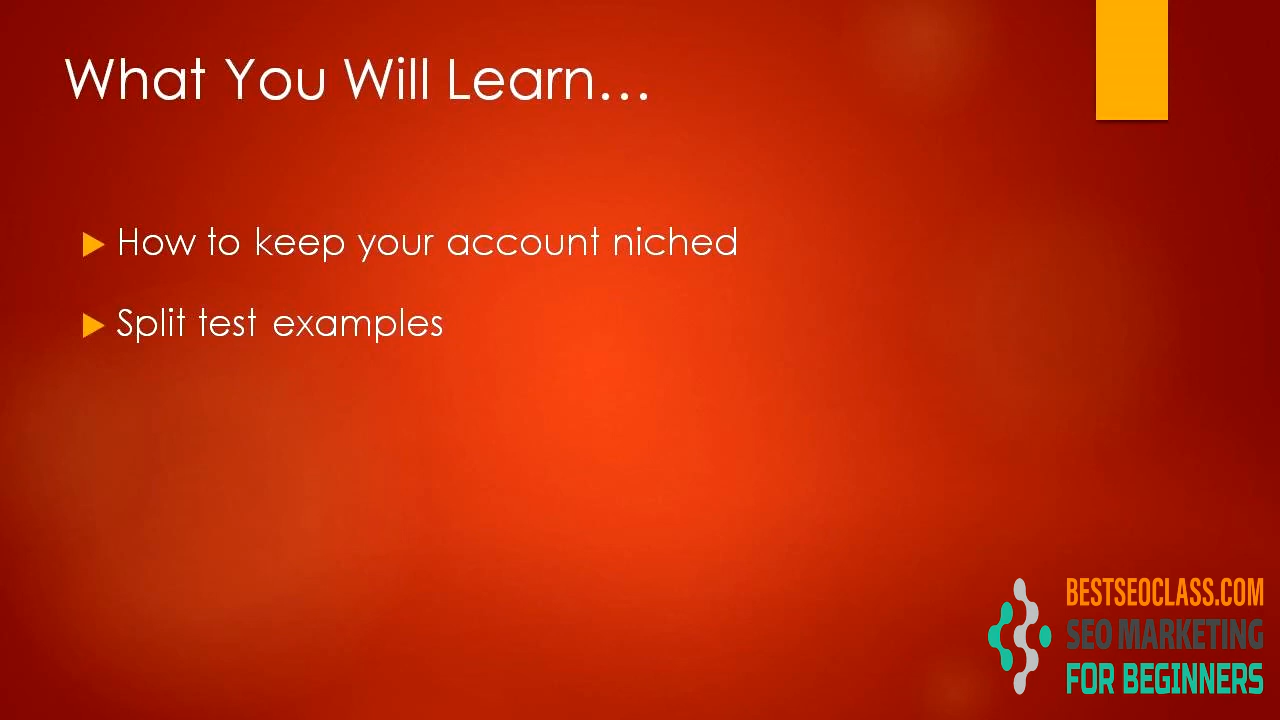 What You Will Learn…
How to keep your account niched
Split test examples
BESTSEOCLASS.COM
SEO MARKETING
FOR BEGINNERS